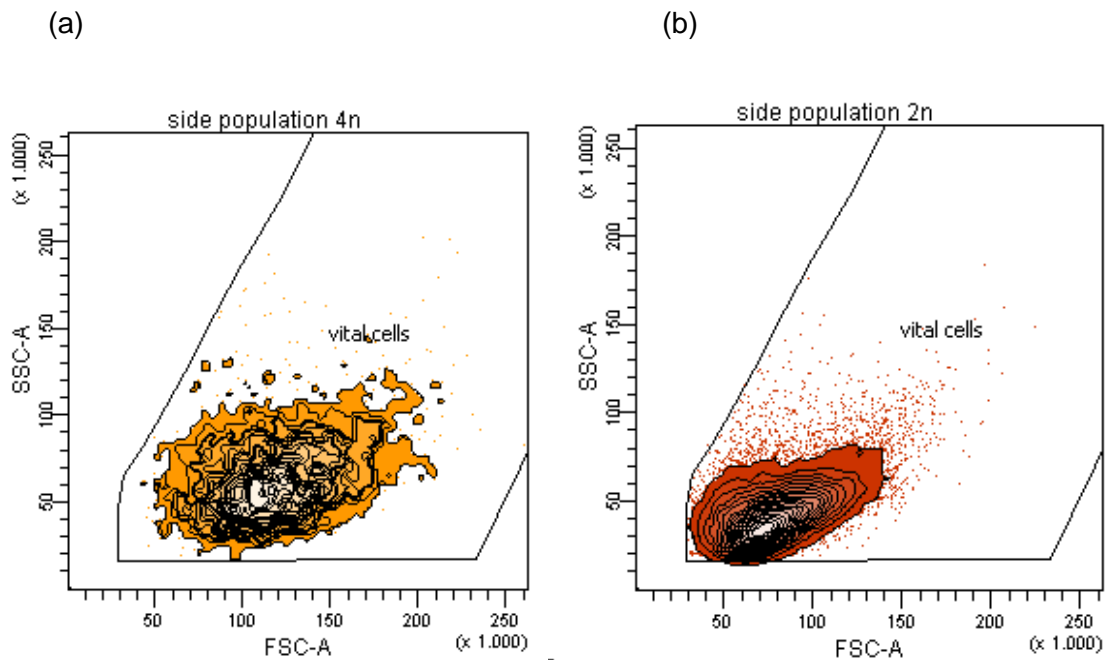 (a)
(b)
side population 4n
(x 1.000)
250
200
150
100
50
SSC-A
vital cells
50
100
150
200
250
FSC-A
(x 1.000)
side population 2n
(x 1.000)
250
200
150
100
50
SSC-A
vital cells
50
100
150
200
250
FSC-A
(x 1.000)